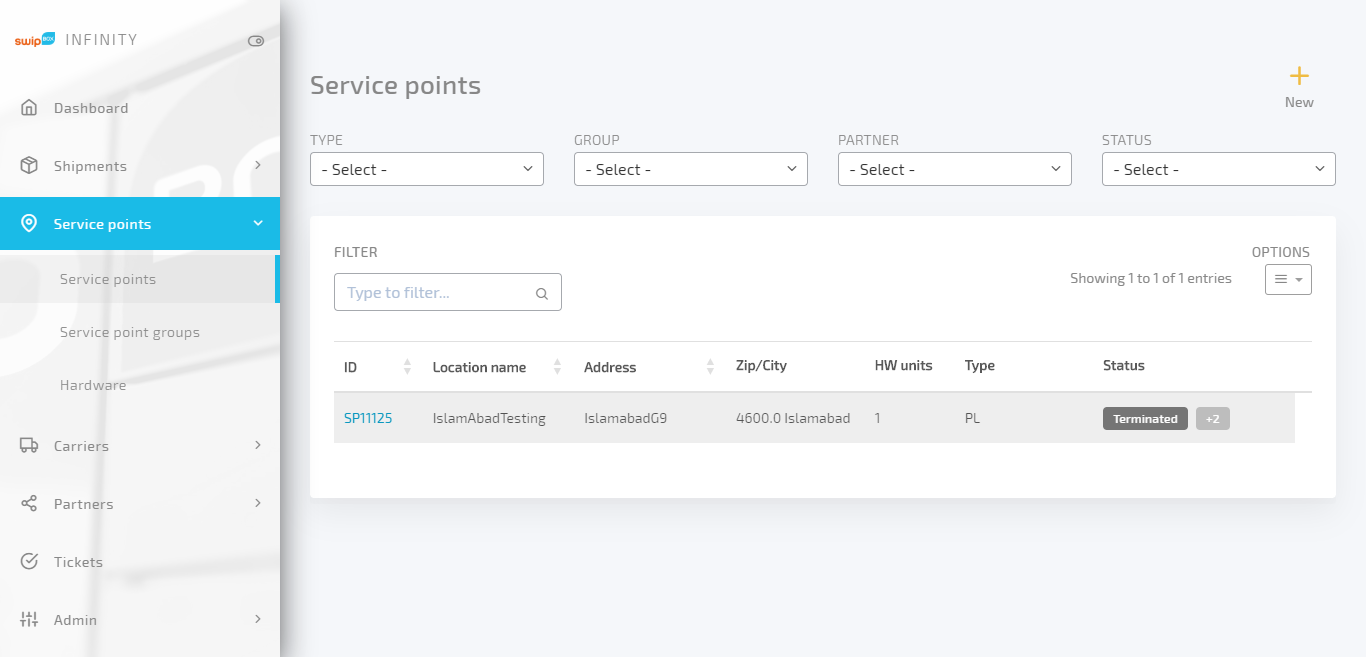 swipBOX INFINITY
Dashboard
Shipments
Service points
Service points
Service point groups
Hardware
Carriers
Partners
Tickets
Admin
Service points
New
TYPE GROUP PARTNER STATUS
- Select - - Select - - Select - - Select -
FILTER OPTIONS
Type to filter... Showing 1 to 1 of 1 entries
ID Location name Address Zip/City HW units Type Status
SP11125 IslamAbadTesting IslamabadG9 4600.0 Islamabad 1 PL Terminated +2